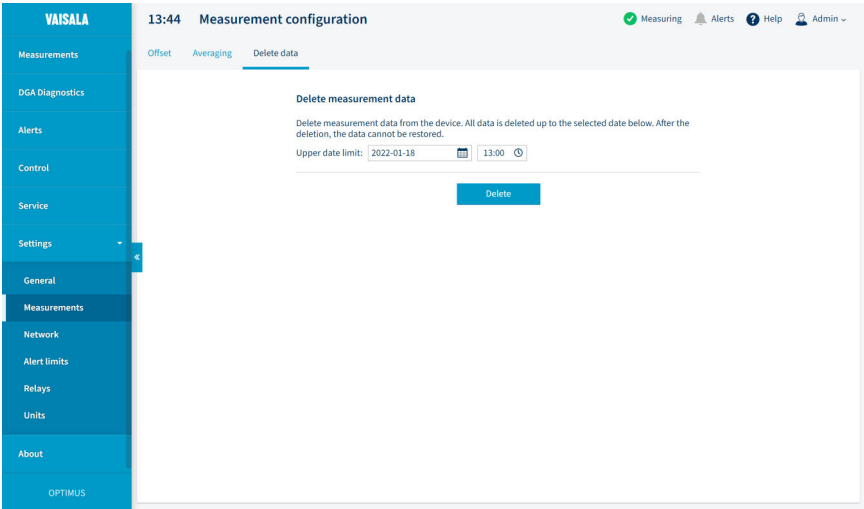 VAISALA
13:44 Measurement configuration
Measuring Alerts Help Admin
Measurements
DGA Diagnostics
Alerts
Control
Service
Settings
General
Measurements
Network
Alert limits
Relays
Units
About
OPTIMUS
Offset Averaging Delete data
Delete measurement data
Delete measurement data from the device. All data is deleted up to the selected date below. After the
deletion, the data cannot be restored.
Upper date limit: 2022-01-18 13:00
Delete